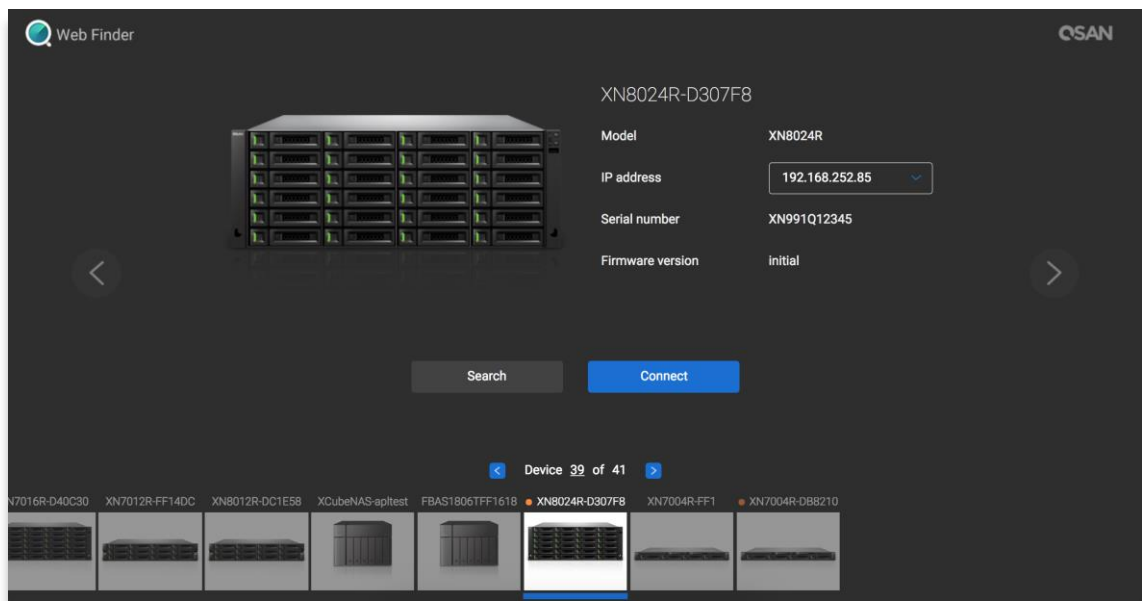 Web Finder
QSAN
XN8024R-D307F8
Model XN8024R
IP address 192.168.252.85
Serial number XN991Q12345
Firmware version initial
Search Connect
Device 39 of 41
N7016R-D40C30 XN7012R-FF14DC XN8012R-DC1E58 XCubeNAS-apltest FBAS1806TFF1618 XN8024R-D307F8 XN7004R-FF1 XN7004R-DB8210